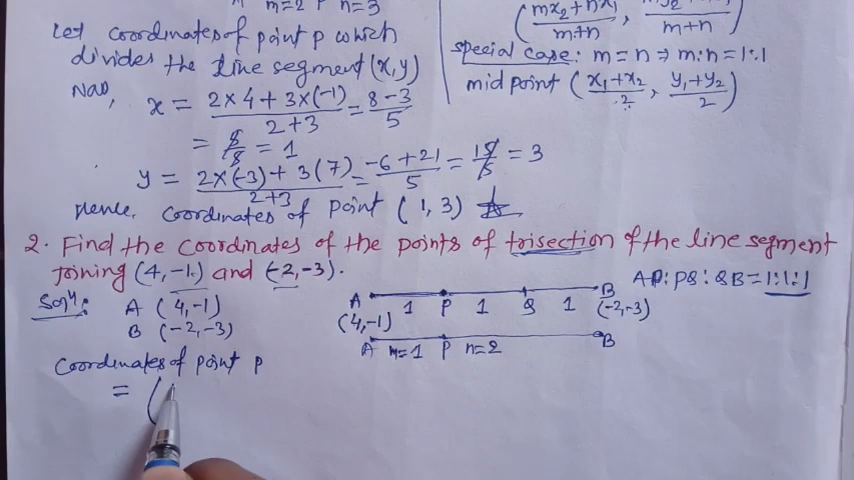 m=2 P n=3
Let coordinates of point p which
divides the line segment (x,y)
Now,
x = (2×4+3×(-1))/(2+3) = (8-3)/5
= 5/5 = 1
y = (2×(-3)+3(7))/(2+3) = (-6+21)/5 = 15/5 = 3
Hence, coordinates of point (1,3)
(mx2+nx1)/(m+n), /(m+n)
special case: m=n ⇒ m:n=1:1
mid point ((x1+x2)/2, (y1+y2)/2)
2. Find the coordinates of the points of trisection of the line segment
joining (4,-1) and (-2,-3).
Soln: A (4,-1)
B (-2,-3)
AP:PQ:QB=1:1:1
A 1 P 1 Q 1 B
(4,-1) (-2,-3)
A m=1 P n=2 B
Coordinates of point p
= (